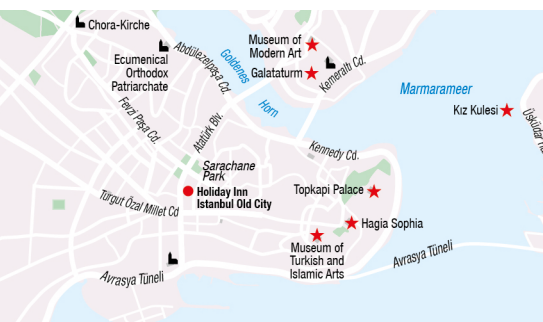 Chora-Kirche
Ecumenical
Orthodox
Patriarchate
Abdülezelpaşa Cd.
Goldenes
Horn
Museum of
Modern Art
Galataturm
Kemeraltı Cd.
Marmarameer
Kız Kulesi
Fevzi Paşa Cd.
Atatürk Blv.
Kennedy Cd.
Sarachane
Park
Holiday Inn
Istanbul Old City
Turgut Özal Millet Cd
Topkapi Palace
Hagia Sophia
Museum of
Turkish and
Islamic Arts
Avrasya Tüneli
Avrasya Tüneli